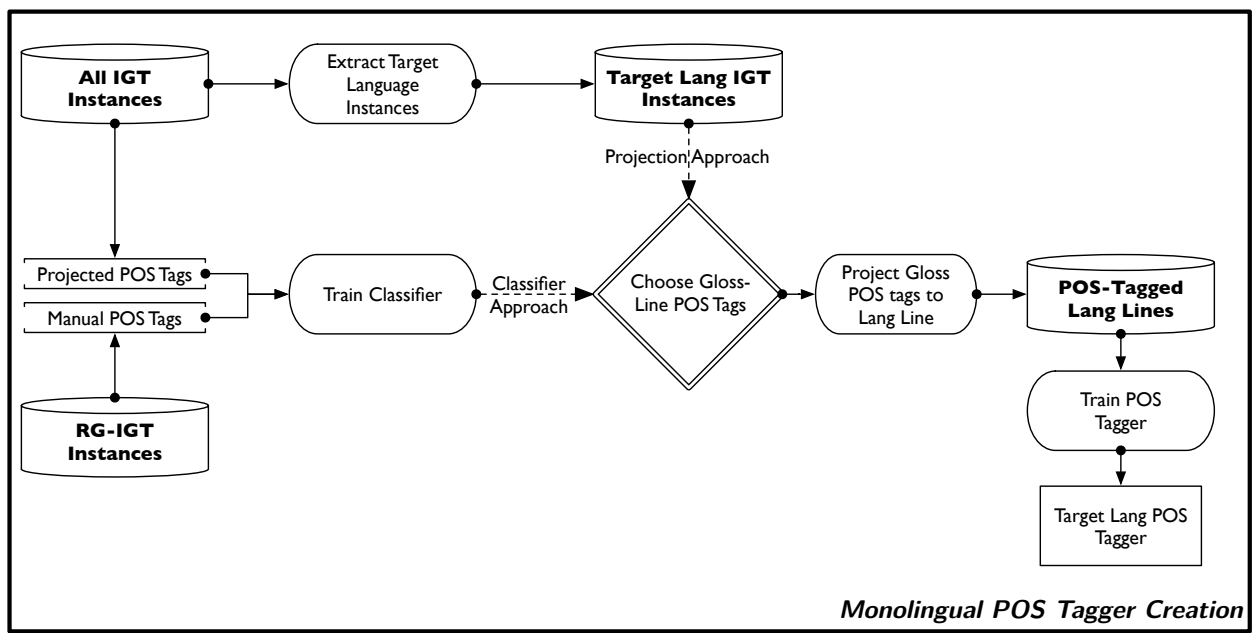 All IGT
Instances
Extract Target
Language
Instances
Target Lang IGT
Instances
Projection Approach
Projected POS Tags
Manual POS Tags
Train Classifier
Classifier
Approach
Choose Gloss-
Line POS Tags
Project Gloss
POS tags to
Lang Line
POS-Tagged
Lang Lines
Train POS
Tagger
RG-IGT
Instances
Target Lang POS
Tagger
Monolingual POS Tagger Creation